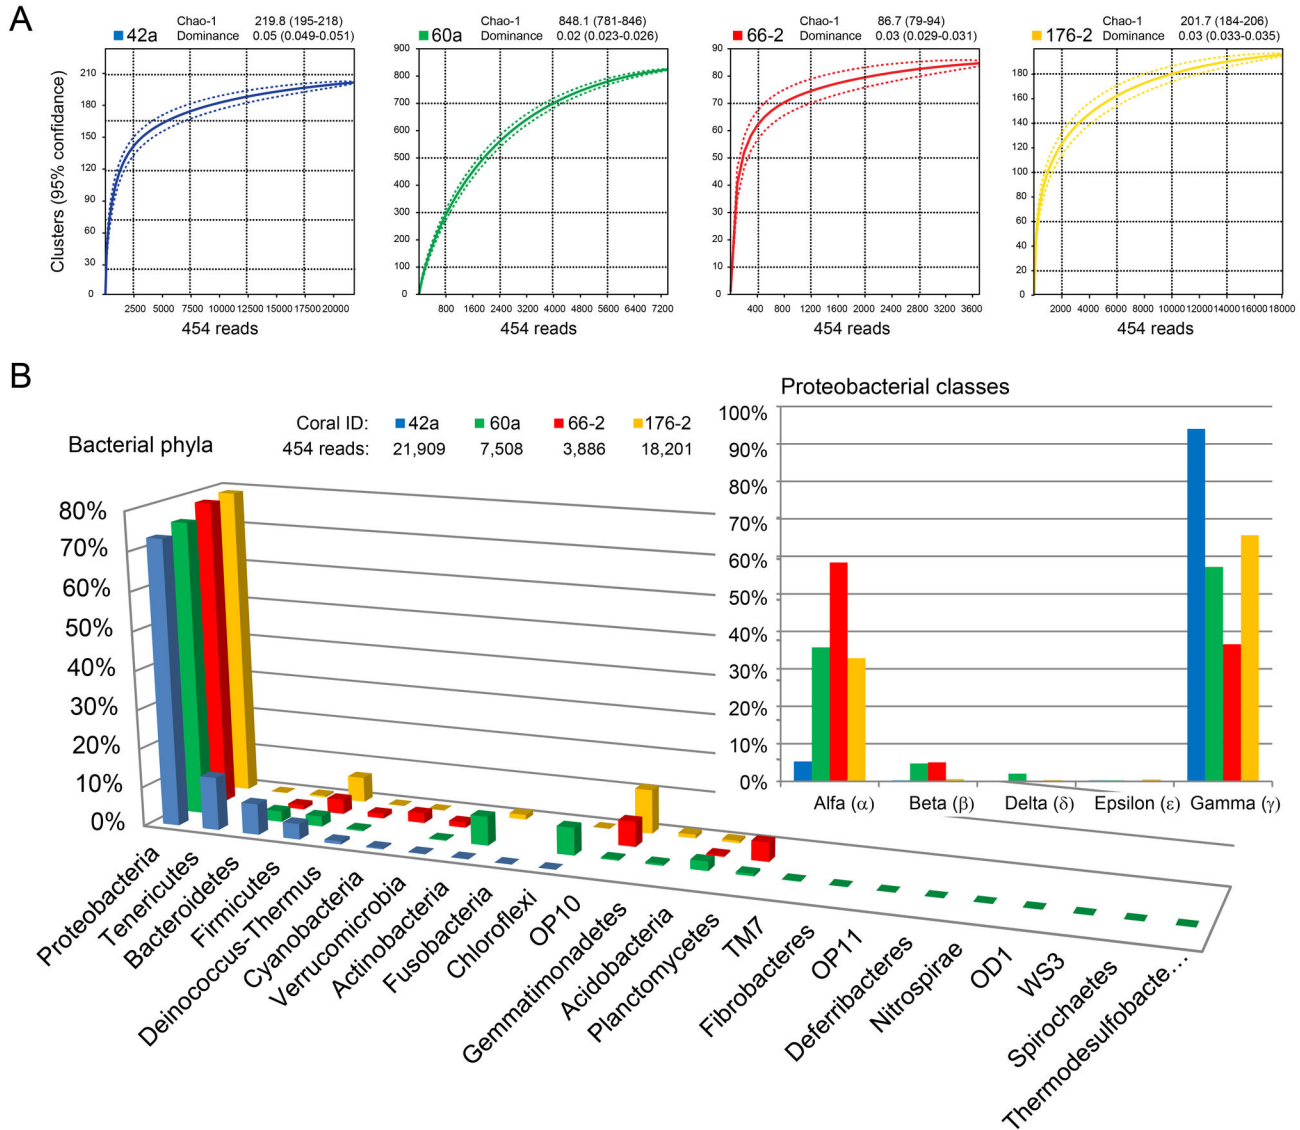 A
42a
Chao-1 219.8 (195-218)
Dominance 0.05 (0.049-0.051)
60a
Chao-1 848.1 (781-846)
Dominance 0.02 (0.023-0.026)
66-2
Chao-1 86.7 (79-94)
Dominance 0.03 (0.029-0.031)
176-2
Chao-1 201.7 (184-206)
Dominance 0.03 (0.033-0.035)
Clusters (95% confidance)
210
180
150
120
90
60
30
0
2500 5000 7500 10000 12500 15000 17500 20000
454 reads
900
800
700
600
500
400
300
200
100
0
800 1600 2400 3200 4000 4800 5600 6400 7200
454 reads
90
80
70
60
50
40
30
20
10
0
400 800 1200 1600 2000 2400 2800 3200 3600
454 reads
180
160
140
120
100
80
60
40
20
0
2000 4000 6000 8000 10000 12000 14000 16000 18000
454 reads
B
Bacterial phyla
Coral ID: 42a 60a 66-2 176-2
454 reads: 21,909 7,508 3,886 18,201
80%
70%
60%
50%
40%
30%
20%
10%
0%
Proteobacteria
Tenericutes
Bacteroidetes
Firmicutes
Deinococcus-Thermus
Cyanobacteria
Verrucomicrobia
Actinobacteria
Fusobacteria
Chloroflexi
OP10
Gemmatimonadetes
Acidobacteria
Planctomycetes
TM7
Fibrobacteres
OP11
Deferribacteres
Nitrospirae
OD1
WS3
Spirochaetes
Thermodesulfobacte...
Proteobacterial classes
100%
90%
80%
70%
60%
50%
40%
30%
20%
10%
0%
Alfa (α) Beta (β) Delta (δ) Epsilon (ε) Gamma (γ)